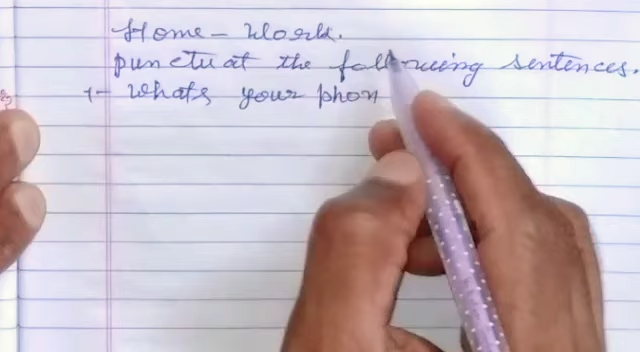 Home - Work.
punctuat the following sentences.
1- whats your phon